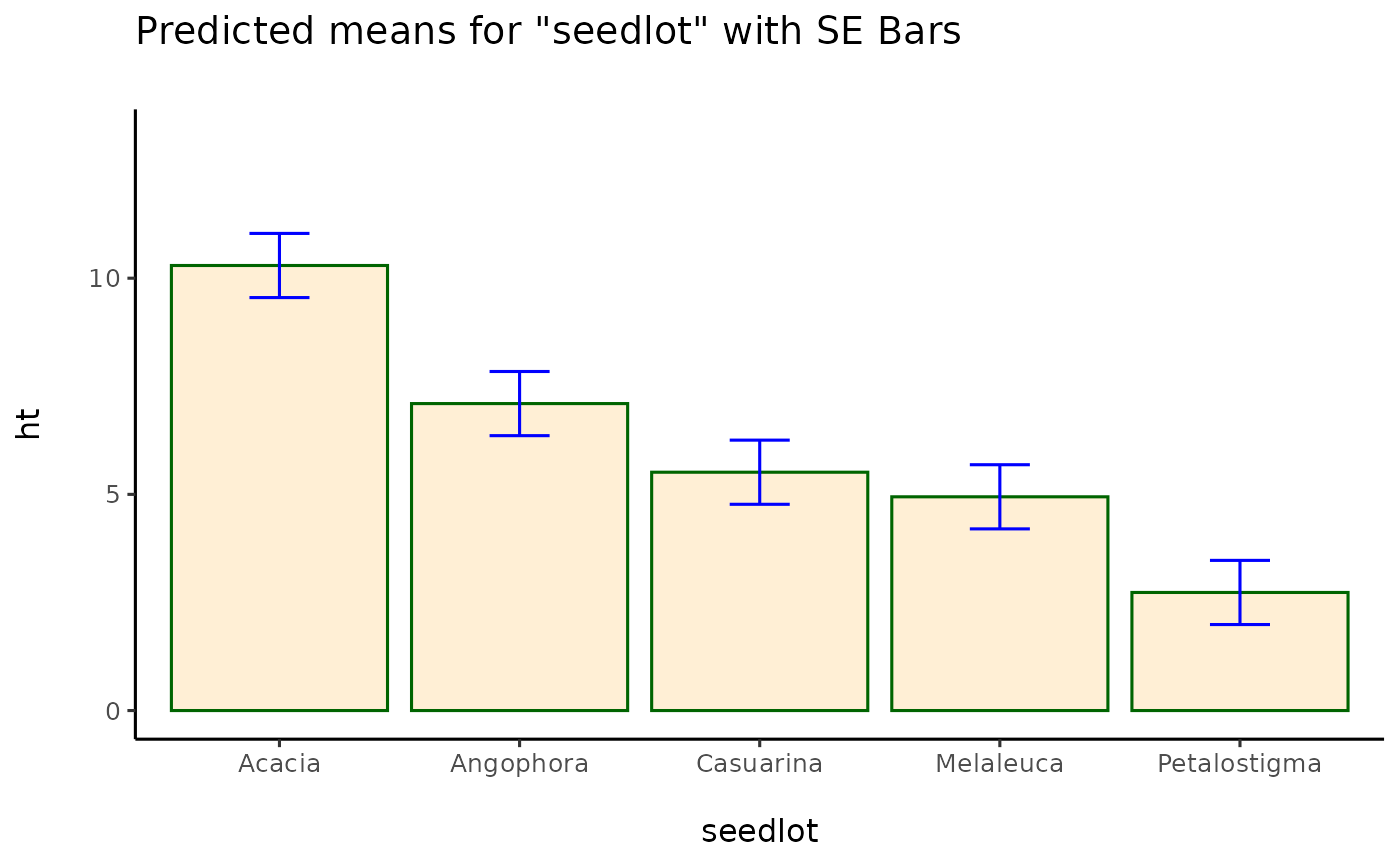 Predicted means for "seedlot" with SE Bars
ht
10
5
0
Acacia Angophora Casuarina Melaleuca Petalostigma
seedlot